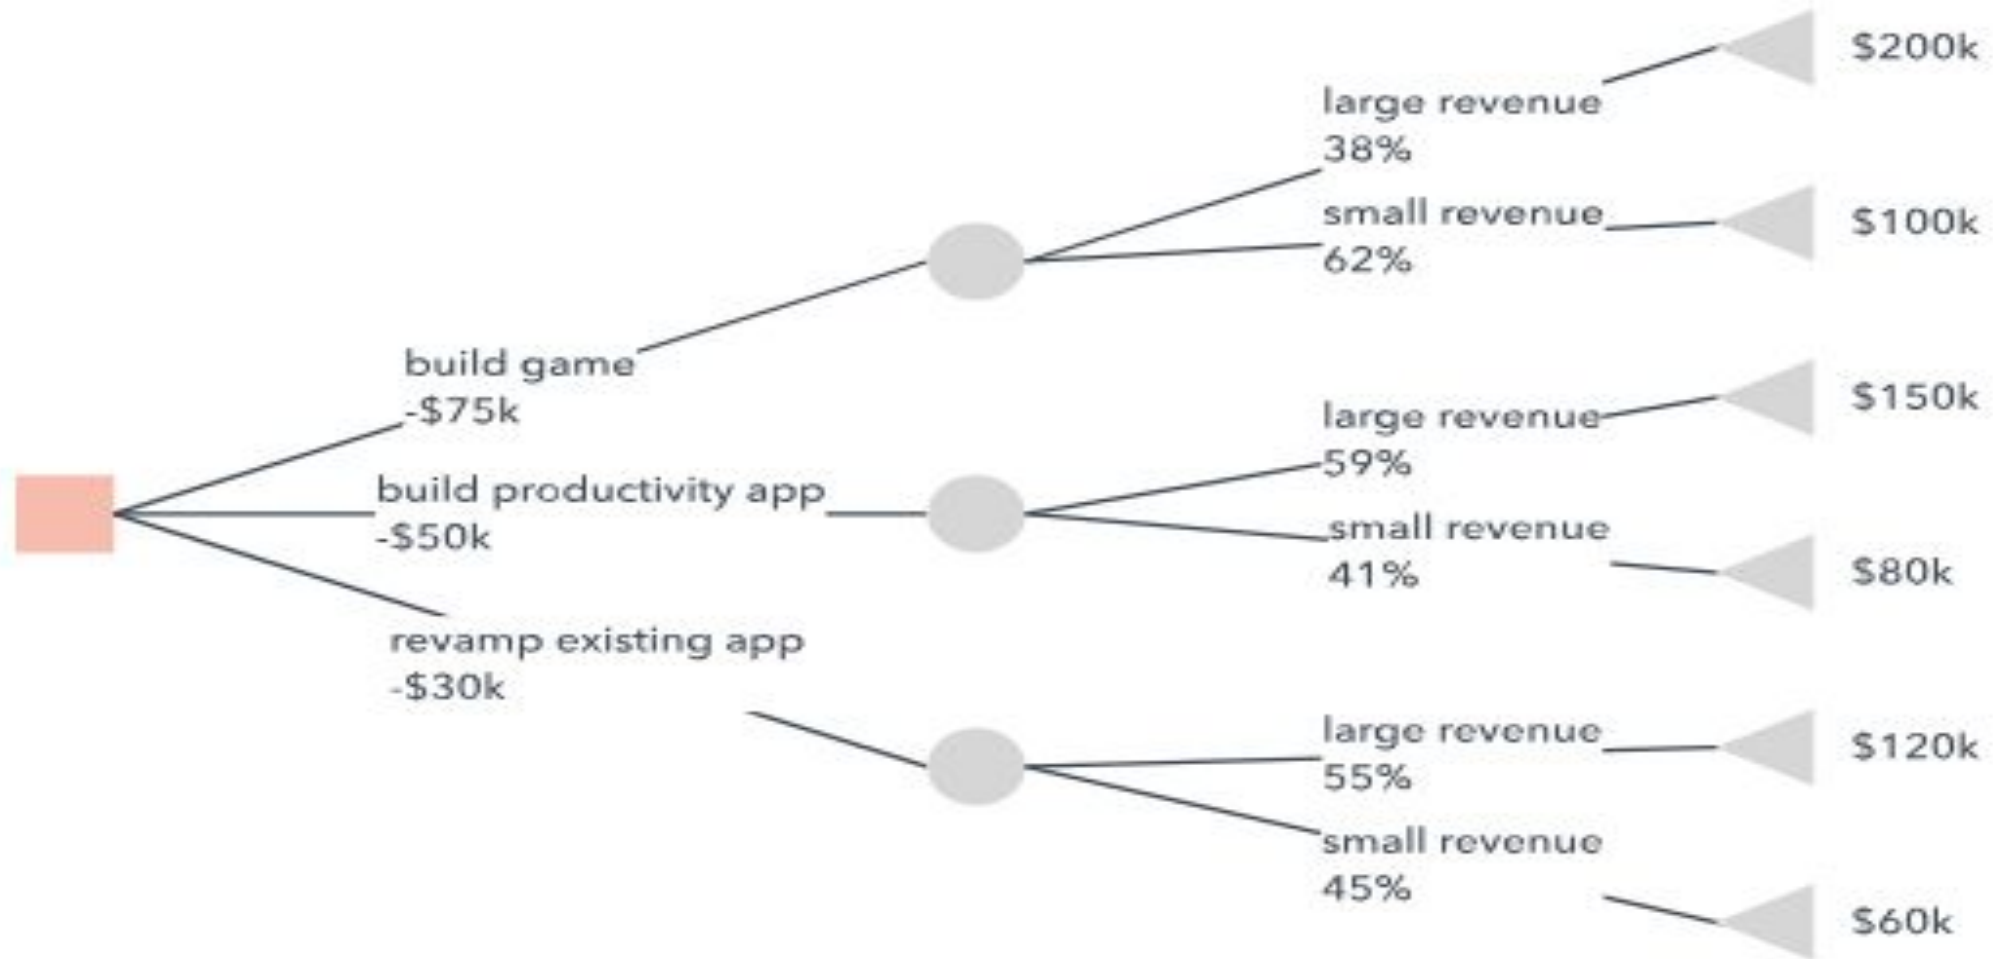 $200k
large revenue
38%
small revenue
$100k
62%
build game
-$75k
large revenue
$150k
59%
build productivity app
-$50k
small revenue
41%
$80k
revamp existing app
-$30k
large revenue
$120k
55%
small revenue
45%
$60k